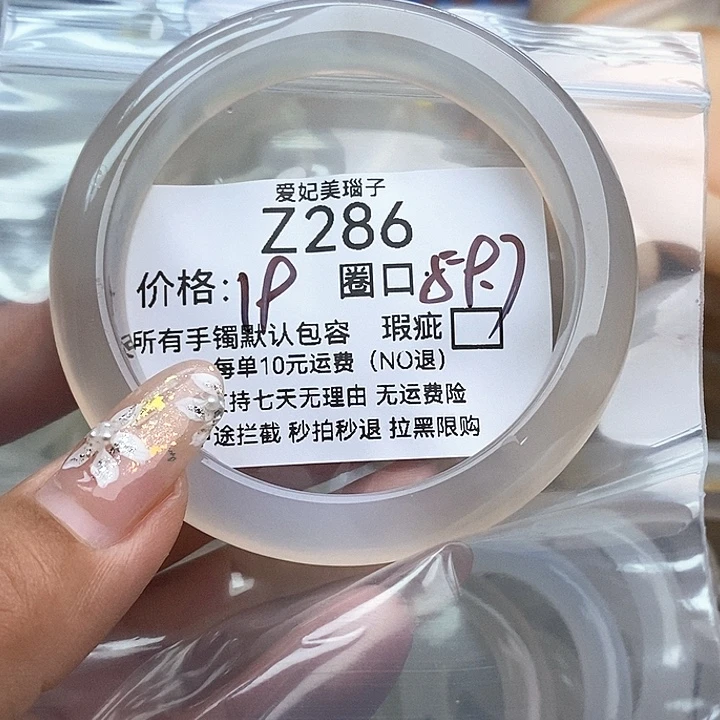 爱妃美瑙子
Z286
价格: 圈口:
所有手镯默认包容 瑕疵
每单10元运费（NO退）
支持七天无理由 无运费险
途拦截 秒拍秒退 拉黑限购